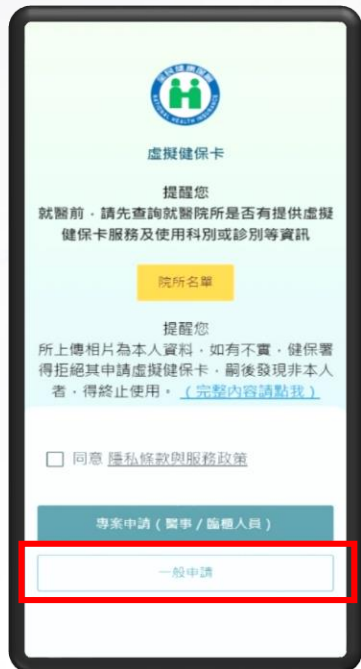 全民健康保險
NATIONAL HEALTH INSURANCE
虛擬健保卡
提醒您
就醫前，請先查詢就醫院所是否有提供虛擬
健保卡服務及使用科別或診別等資訊
院所名單
提醒您
所上傳相片為本人資料，如有不實，健保署
得拒絕其申請虛擬健保卡，嗣後發現非本人
者，得終止使用。（完整內容請點我）
同意 隱私條款與服務政策
專案申請（醫事／臨櫃人員）
一般申請